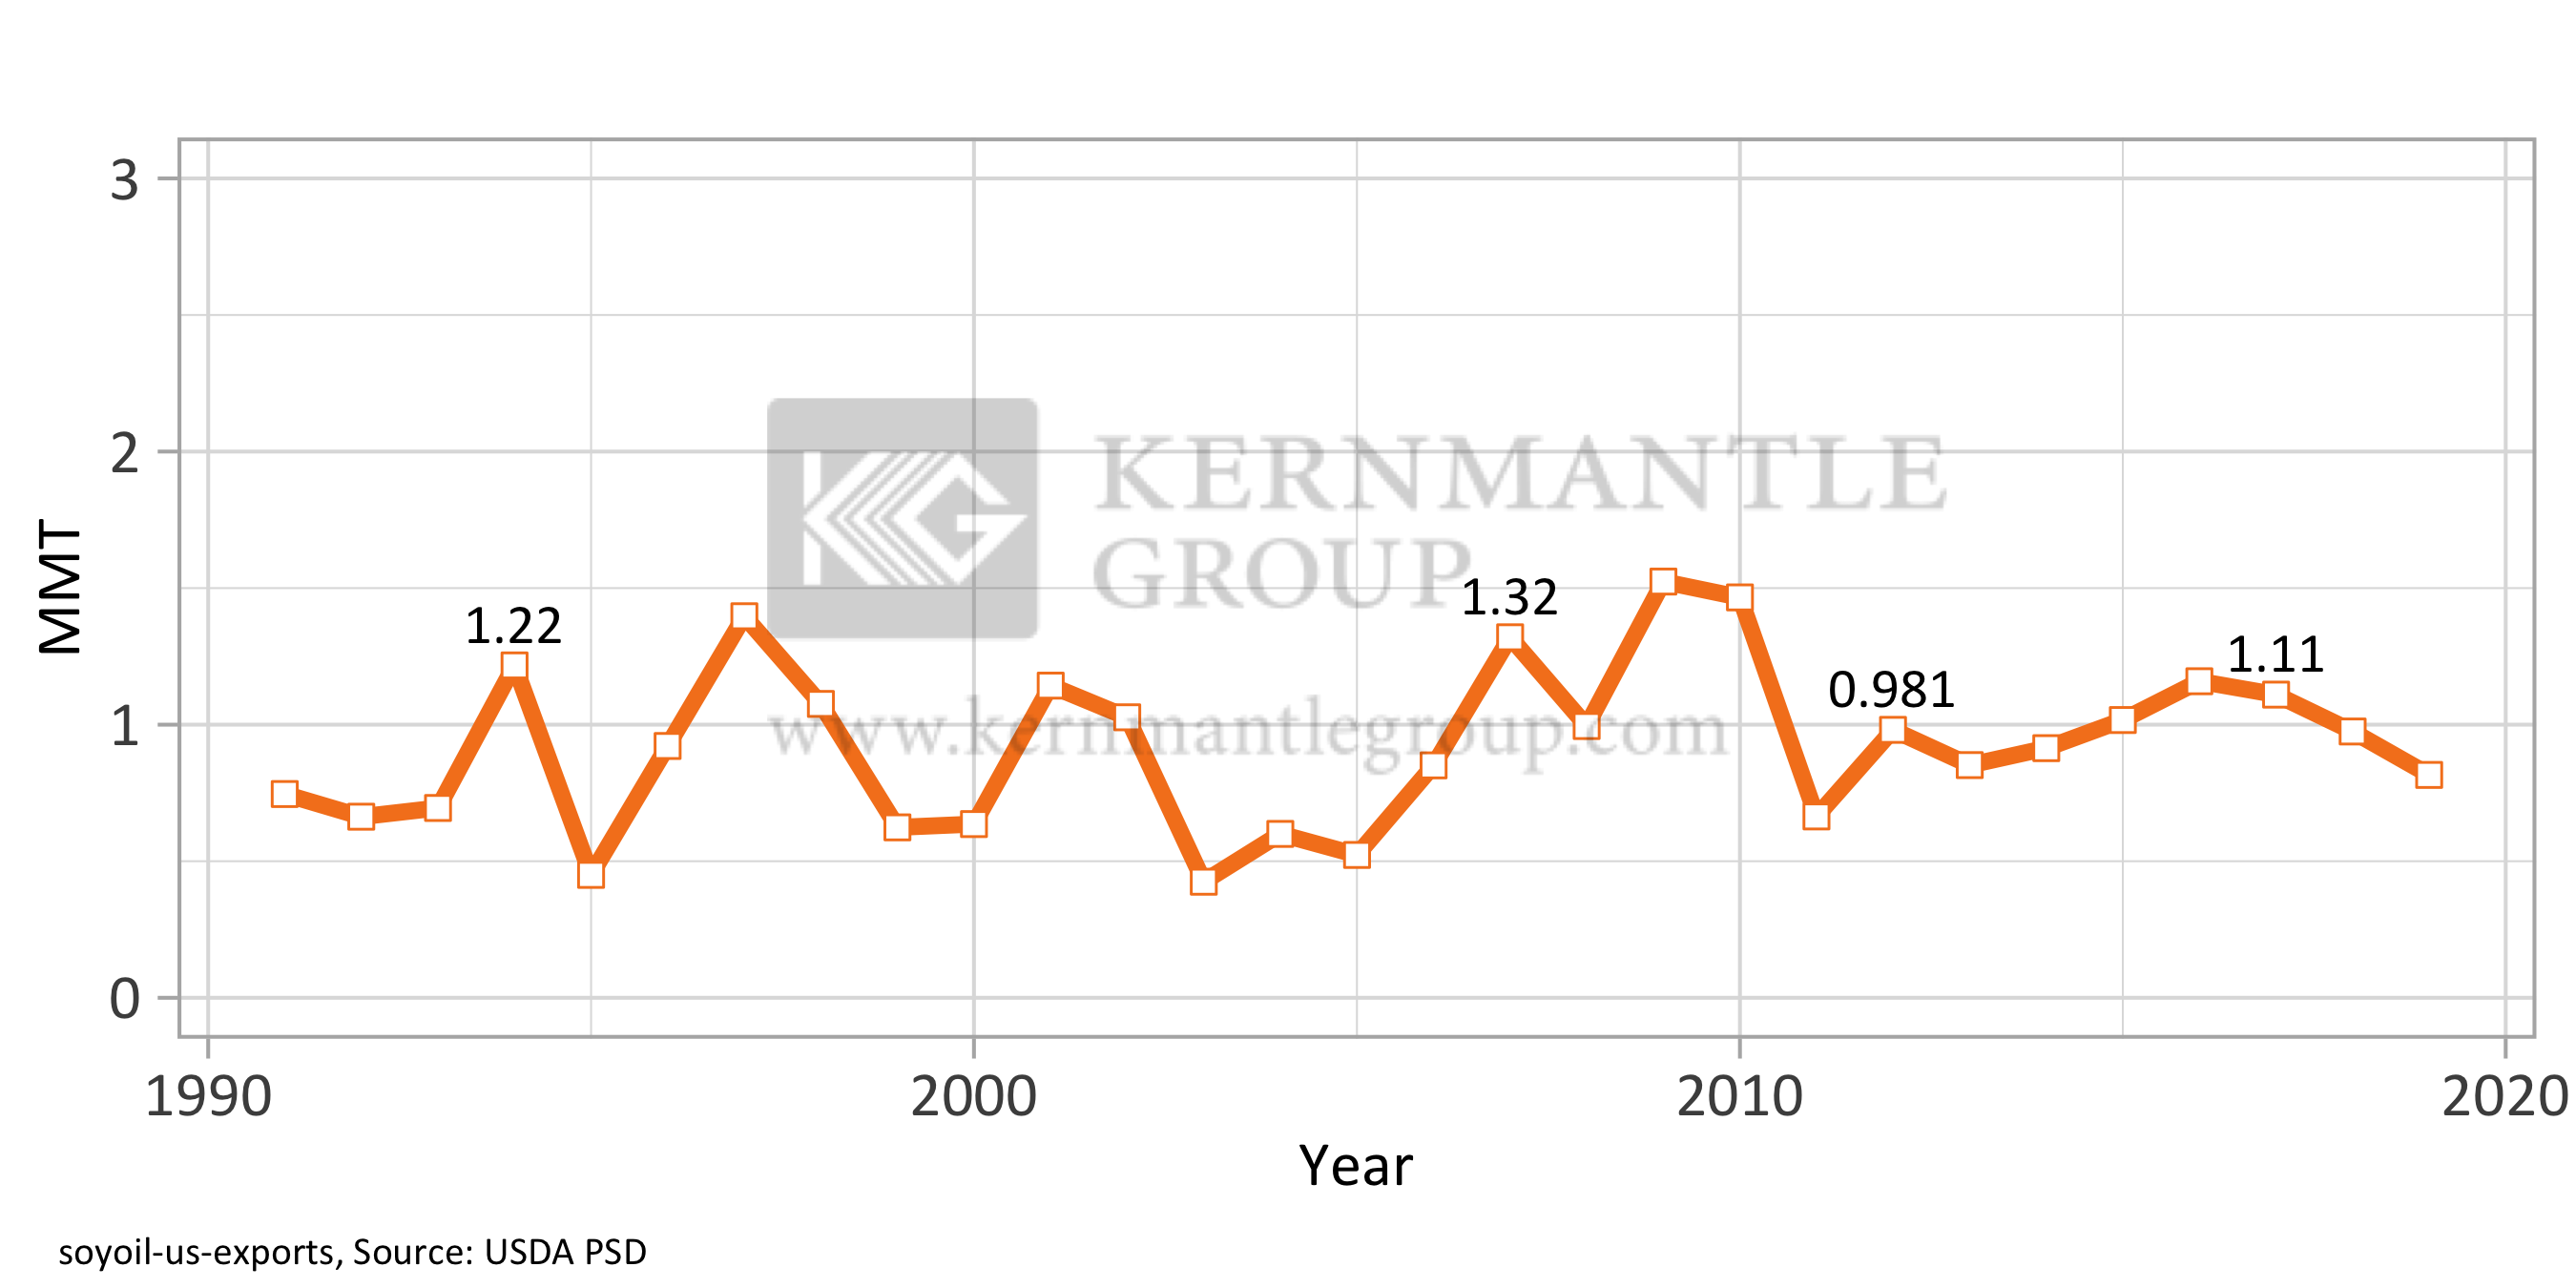 3
2
1
0
MMT
1.22
1.32
0.981
1.11
KG KERNMANTLE
GROUP
www.kernmantlegroup.com
1990 2000 2010 2020
Year
soyoil-us-exports, Source: USDA PSD